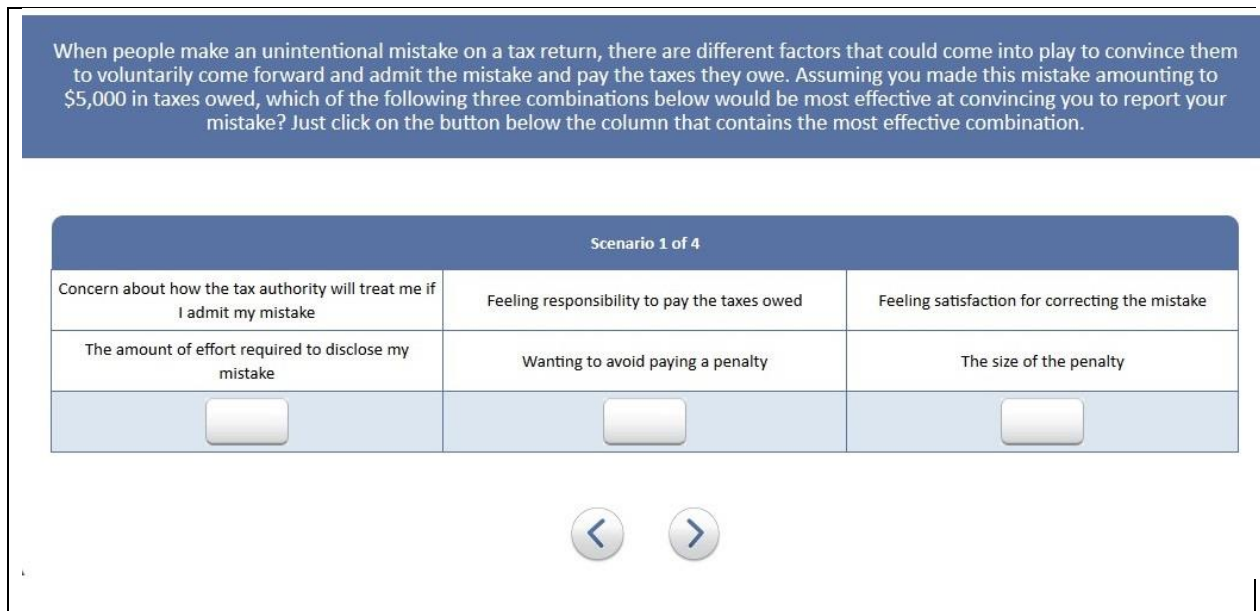 When people make an unintentional mistake on a tax return, there are different factors that could come into play to convince them
to voluntarily come forward and admit the mistake and pay the taxes they owe. Assuming you made this mistake amounting to
$5,000 in taxes owed, which of the following three combinations below would be most effective at convincing you to report your
mistake? Just click on the button below the column that contains the most effective combination.
Scenario 1 of 4
Concern about how the tax authority will treat me if
I admit my mistake
Feeling responsibility to pay the taxes owed
Feeling satisfaction for correcting the mistake
The amount of effort required to disclose my
mistake
Wanting to avoid paying a penalty
The size of the penalty